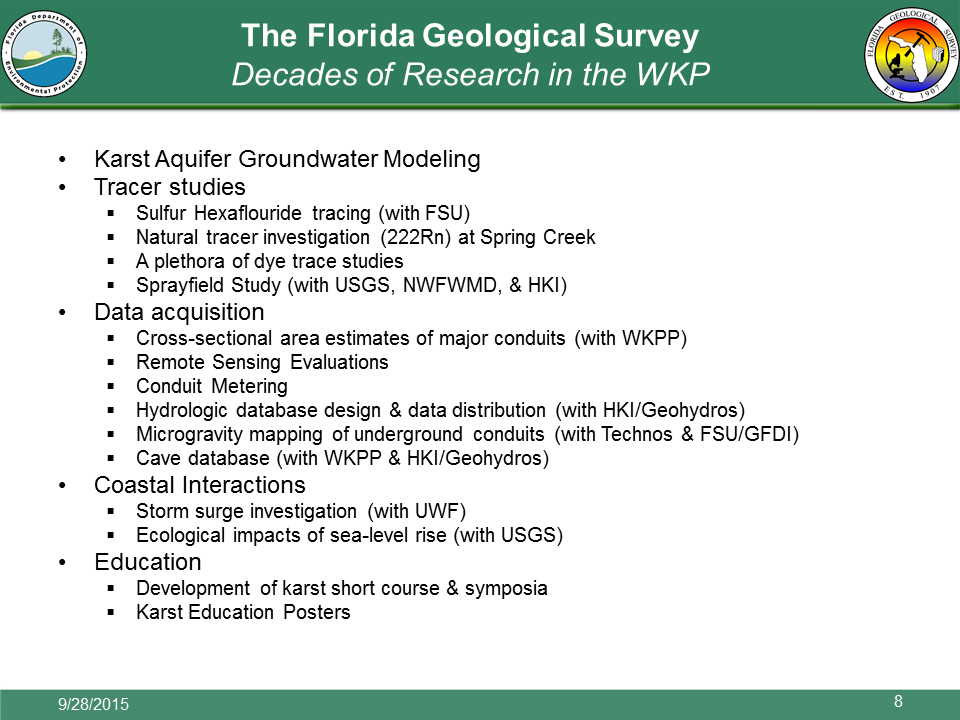 The Florida Geological Survey
Decades of Research in the WKP
Florida Department of
Environmental Protection
FLORIDA GEOLOGICAL SURVEY
EST. 1907
• Karst Aquifer Groundwater Modeling
• Tracer studies
▪ Sulfur Hexaflouride tracing (with FSU)
▪ Natural tracer investigation (222Rn) at Spring Creek
▪ A plethora of dye trace studies
▪ Sprayfield Study (with USGS, NWFWMD, & HKI)
• Data acquisition
▪ Cross-sectional area estimates of major conduits (with WKPP)
▪ Remote Sensing Evaluations
▪ Conduit Metering
▪ Hydrologic database design & data distribution (with HKI/Geohydros)
▪ Microgravity mapping of underground conduits (with Technos & FSU/GFDI)
▪ Cave database (with WKPP & HKI/Geohydros)
• Coastal Interactions
▪ Storm surge investigation (with UWF)
▪ Ecological impacts of sea-level rise (with USGS)
• Education
▪ Development of karst short course & symposia
▪ Karst Education Posters
9/28/2015
8